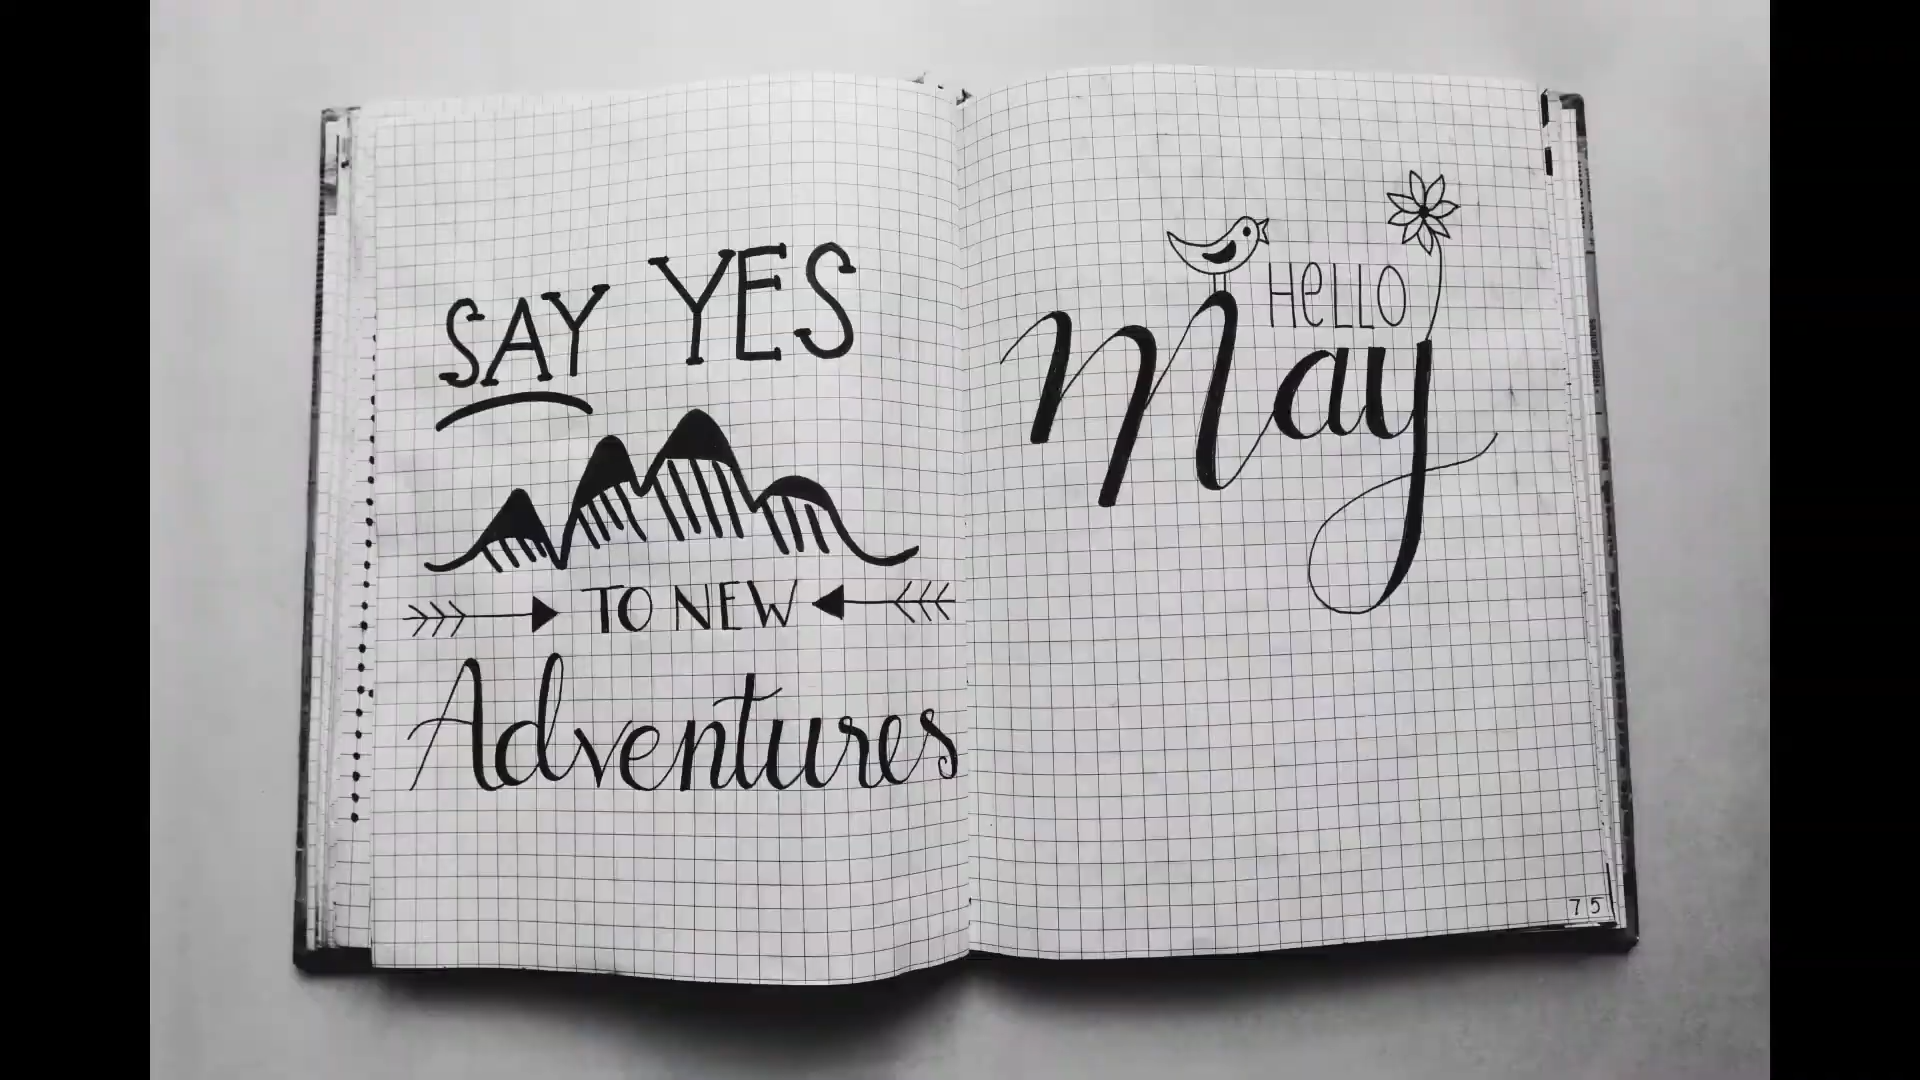 SAY YES
TO NEW
Adventures
HeLLO
May
75